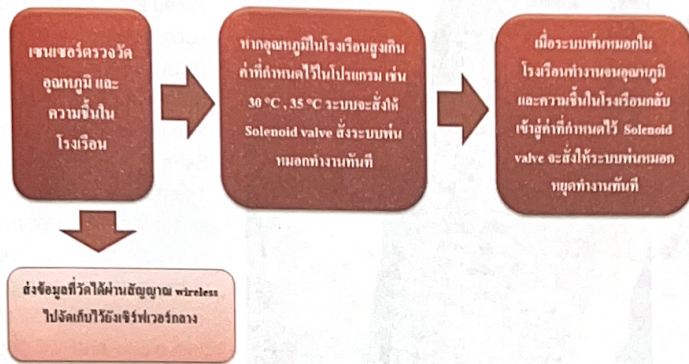 เซนเซอร์ตรวจวัด
อุณหภูมิ และ
ความชื้นใน
โรงเรือน
หากอุณหภูมิในโรงเรือนสูงเกิน
ค่าที่กำหนดไว้ในโปรแกรม เช่น
30 °C , 35 °C ระบบจะสั่งให้
Solenoid valve สั่งระบบพ่น
หมอกทำงานทันที
เมื่อระบบพ่นหมอกใน
โรงเรือนทำงานจนอุณหภูมิ
และความชื้นในโรงเรือนกลับ
เข้าสู่ค่าที่กำหนดไว้ Solenoid
valve จะสั่งให้ระบบพ่นหมอก
หยุดทำงานทันที
ส่งข้อมูลที่วัดได้ผ่านสัญญาณ wireless
ไปจัดเก็บไว้ยังเซิร์ฟเวอร์กลาง